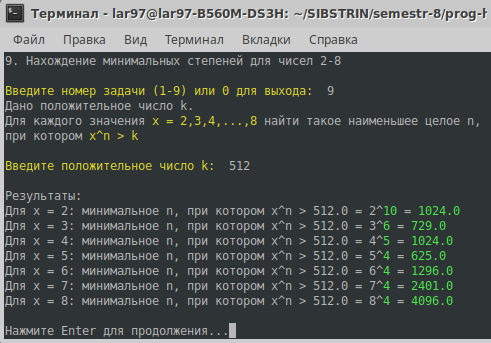 Терминал - lar97@lar97-B560M-DS3H: ~/SIBSTRIN/semestr-8/prog-h
Файл Правка Вид Терминал Вкладки Справка
9. Нахождение минимальных степеней для чисел 2-8
Введите номер задачи (1-9) или 0 для выхода: 9
Дано положительное число k.
Для каждого значения x = 2,3,4,...,8 найти такое наименьшее целое n,
при котором x^n > k
Введите положительное число k: 512
Результаты:
Для x = 2: минимальное n, при котором x^n > 512.0 = 2^10 = 1024.0
Для x = 3: минимальное n, при котором x^n > 512.0 = 3^6 = 729.0
Для x = 4: минимальное n, при котором x^n > 512.0 = 4^5 = 1024.0
Для x = 5: минимальное n, при котором x^n > 512.0 = 5^4 = 625.0
Для x = 6: минимальное n, при котором x^n > 512.0 = 6^4 = 1296.0
Для x = 7: минимальное n, при котором x^n > 512.0 = 7^4 = 2401.0
Для x = 8: минимальное n, при котором x^n > 512.0 = 8^4 = 4096.0
Нажмите Enter для продолжения...